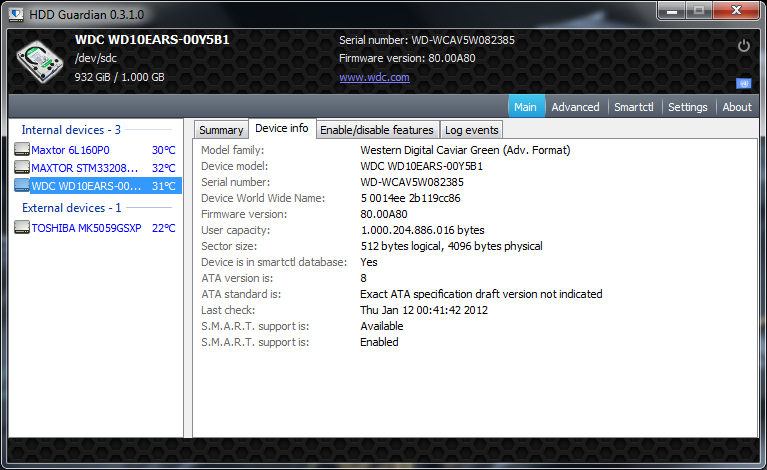 HDD Guardian 0.3.1.0
WDC WD10EARS-00Y5B1
/dev/sdc
932 GiB / 1.000 GB
Serial number: WD-WCAV5W082385
Firmware version: 80.00A80
www.wdc.com
Main Advanced Smartctl Settings About
Internal devices - 3
Maxtor 6L160P0 30°C
MAXTOR STM33208... 32°C
WDC WD10EARS-00... 31°C
External devices - 1
TOSHIBA MK5059GSXP 22°C
Summary Device info Enable/disable features Log events
Model family: Western Digital Caviar Green (Adv. Format)
Device model: WDC WD10EARS-00Y5B1
Serial number: WD-WCAV5W082385
Device World Wide Name: 5 0014ee 2b119cc86
Firmware version: 80.00A80
User capacity: 1.000.204.886.016 bytes
Sector size: 512 bytes logical, 4096 bytes physical
Device is in smartctl database: Yes
ATA version is: 8
ATA standard is: Exact ATA specification draft version not indicated
Last check: Thu Jan 12 00:41:42 2012
S.M.A.R.T. support is: Available
S.M.A.R.T. support is: Enabled